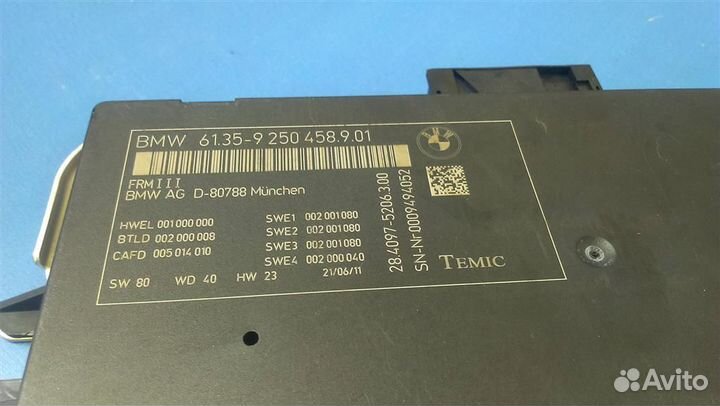 BMW 61.35-9 250 458.9.01
FRMIII
BMW AG D-80788 München
HWEL 001 000 000
BTLD 002 000 008
CAFD 005 014 010
SWE1 002 001 080
SWE2 002 001 080
SWE3 002 001 080
SWE4 002 000 040
SW 80 WD 40 HW 23 21/06/11
28.4097-5206.3.00
SN-Nr 0009494052
TEMIC
BMW
Avito